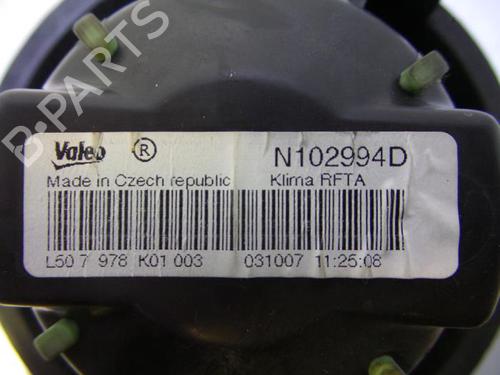 Valeo ® N102994D
Made in Czech republic Klima RFTA
L50 7 978 K01 003 031007 11:25:08
B-PARTS